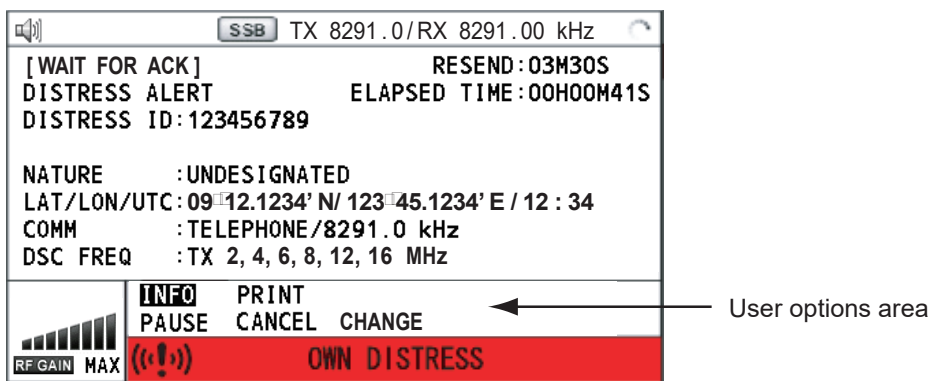 SSB TX 8291.0/RX 8291.00 kHz
[WAIT FOR ACK] RESEND:03M30S
DISTRESS ALERT ELAPSED TIME:00H00M41S
DISTRESS ID:123456789
NATURE :UNDESIGNATED
LAT/LON/UTC:09□12.1234’ N/ 123□45.1234’ E / 12 : 34
COMM :TELEPHONE/8291.0 kHz
DSC FREQ :TX 2, 4, 6, 8, 12, 16 MHz
INFO PRINT
PAUSE CANCEL CHANGE
User options area
RF GAIN MAX OWN DISTRESS